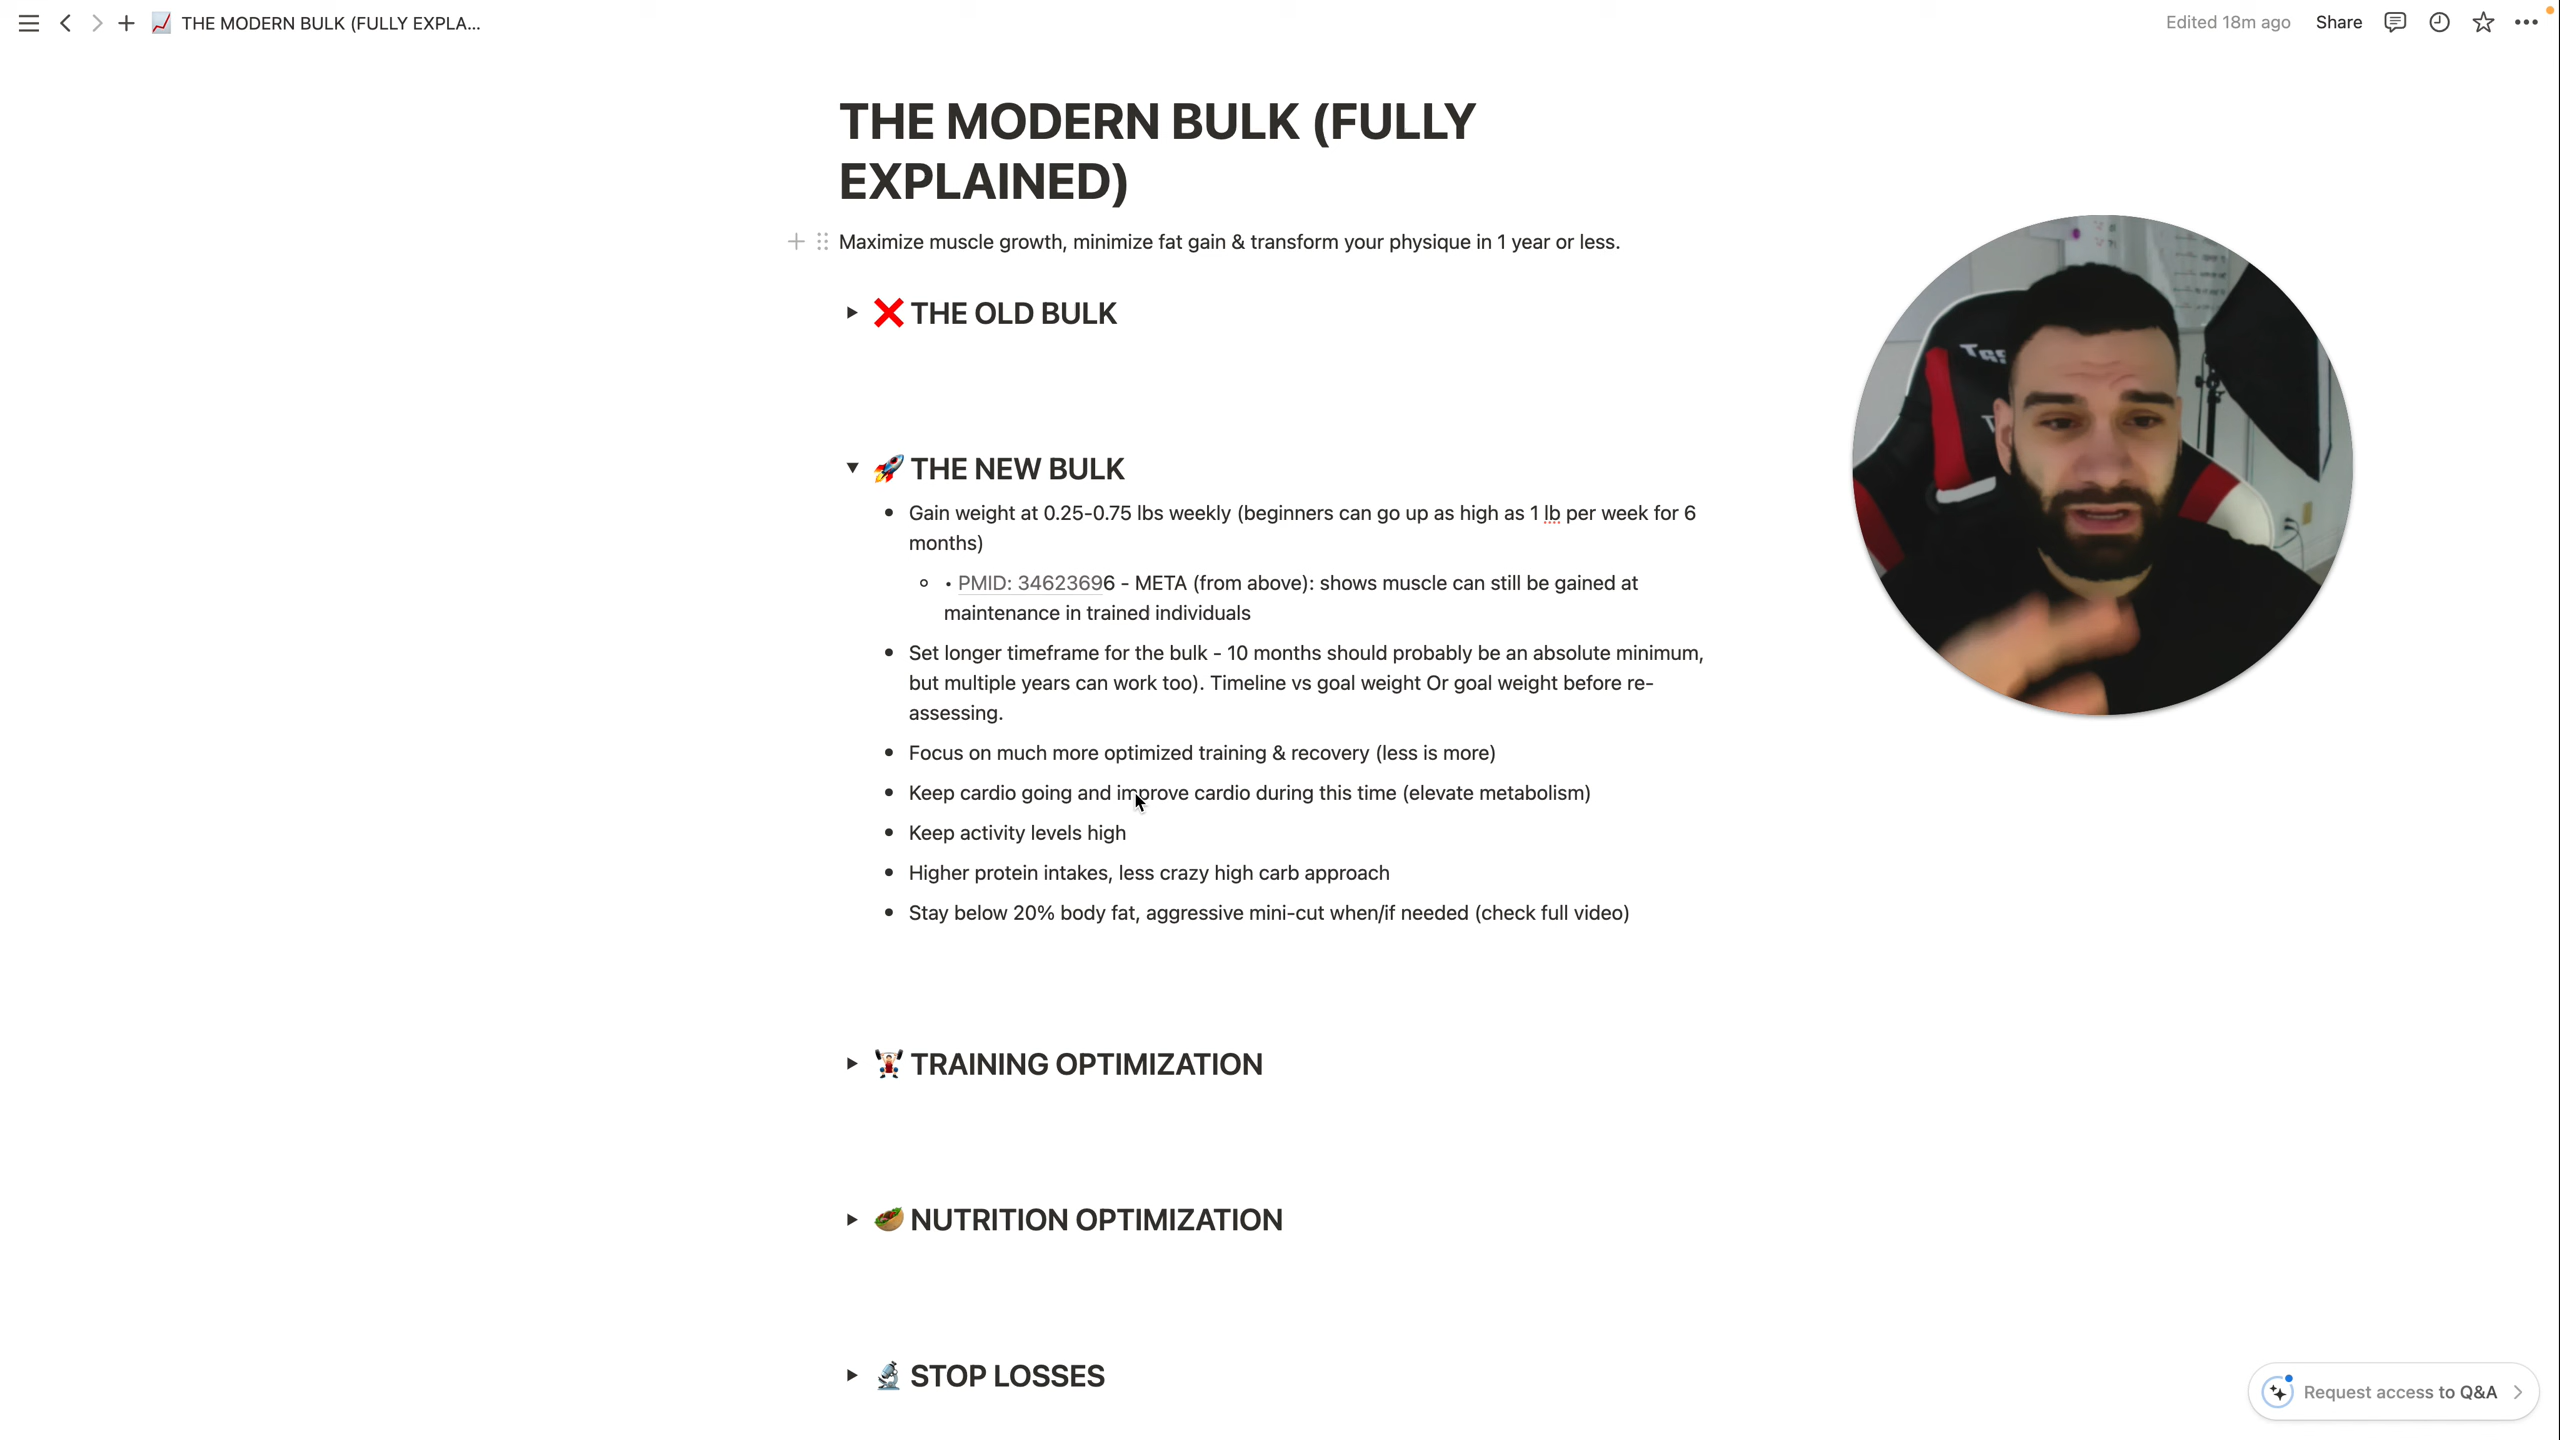 THE MODERN BULK (FULLY EXPLA...
Edited 18m ago
Share
THE MODERN BULK (FULLY
EXPLAINED)
Maximize muscle growth, minimize fat gain & transform your physique in 1 year or less.
❌ THE OLD BULK
🚀 THE NEW BULK
• Gain weight at 0.25-0.75 lbs weekly (beginners can go up as high as 1 lb per week for 6
months)
◦ • PMID: 34623696 - META (from above): shows muscle can still be gained at
maintenance in trained individuals
• Set longer timeframe for the bulk - 10 months should probably be an absolute minimum,
but multiple years can work too). Timeline vs goal weight Or goal weight before re-
assessing.
• Focus on much more optimized training & recovery (less is more)
• Keep cardio going and improve cardio during this time (elevate metabolism)
• Keep activity levels high
• Higher protein intakes, less crazy high carb approach
• Stay below 20% body fat, aggressive mini-cut when/if needed (check full video)
🏋️ TRAINING OPTIMIZATION
🥙 NUTRITION OPTIMIZATION
🔬 STOP LOSSES
Request access to Q&A